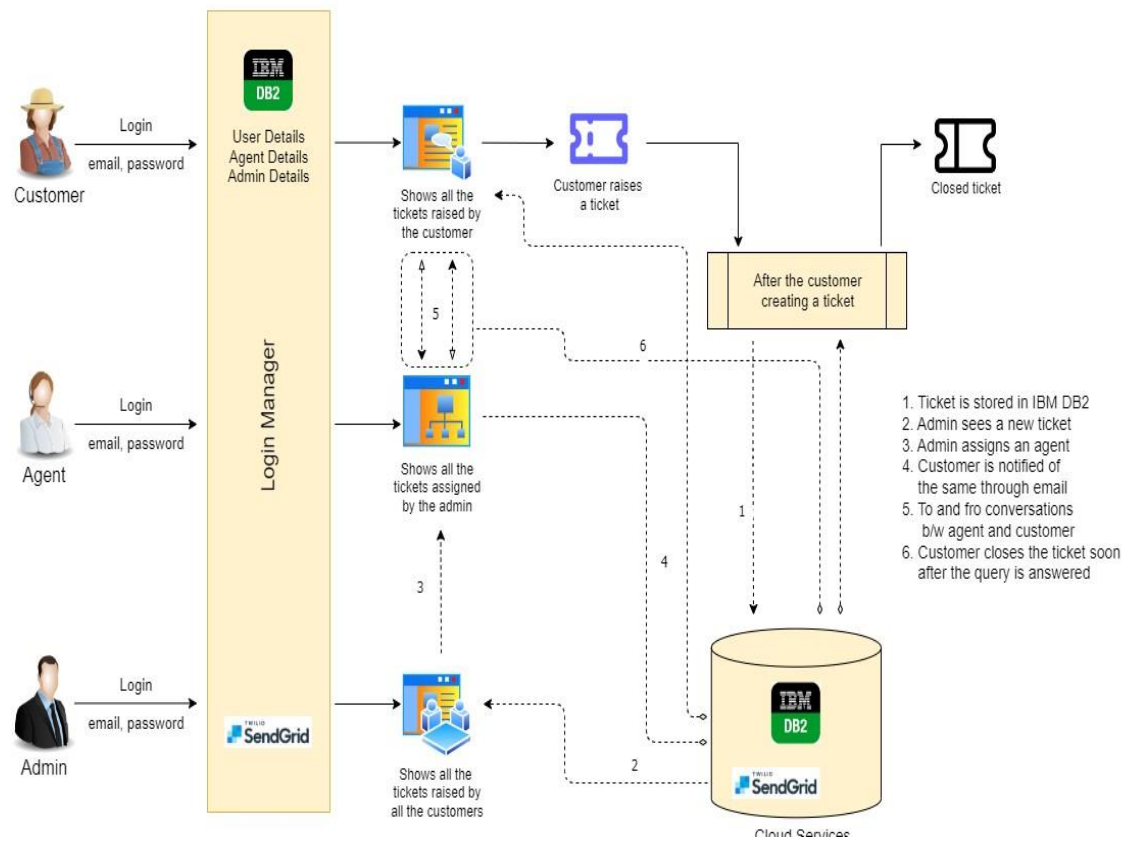 IBM
DB2
User Details
Agent Details
Admin Details
Login
email, password
Customer
Shows all the
tickets raised by
the customer
Customer raises
a ticket
Closed ticket
After the customer
creating a ticket
5
6
Login Manager
Login
email, password
Agent
Shows all the
tickets assigned
by the admin
1. Ticket is stored in IBM DB2
2. Admin sees a new ticket
3. Admin assigns an agent
4. Customer is notified of
the same through email
5. To and fro conversations
b/w agent and customer
6. Customer closes the ticket soon
after the query is answered
1
4
3
Login
email, password
Admin
TWILIO
SendGrid
Shows all the
tickets raised by
all the customers
2
IBM
DB2
TWILIO
SendGrid
Cloud Services